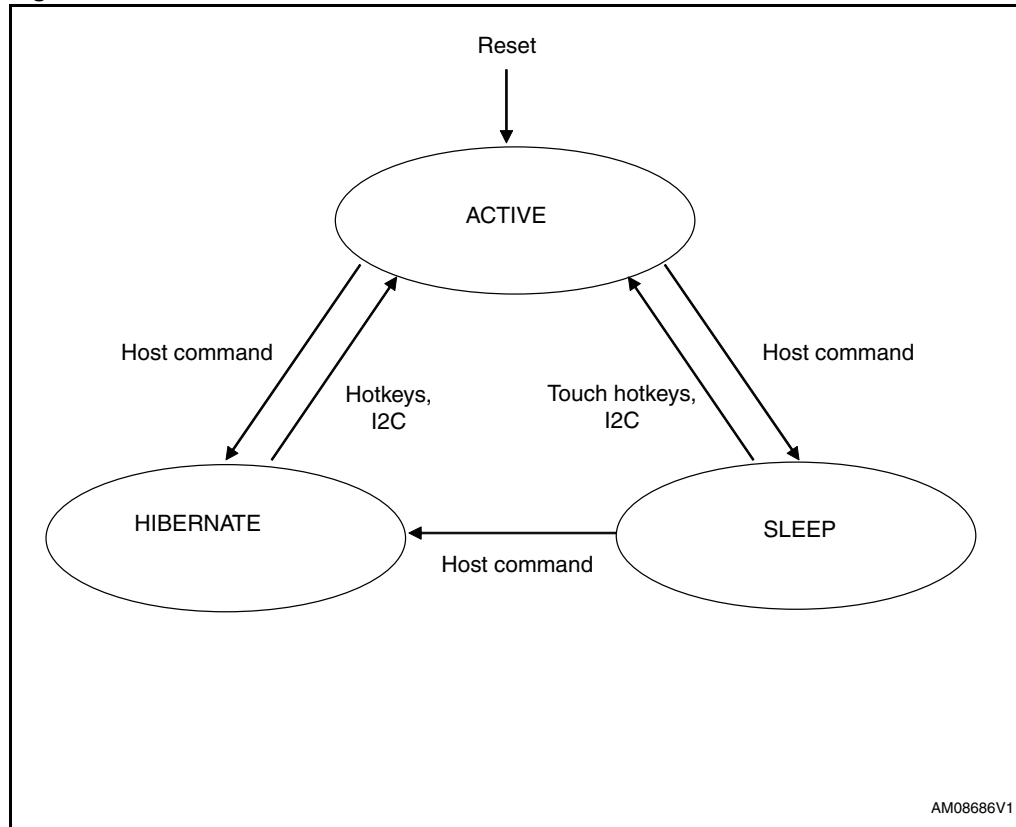 Reset
ACTIVE
Host command
Host command
Hotkeys,
I2C
Touch hotkeys,
I2C
HIBERNATE
SLEEP
Host command
AM08686V1